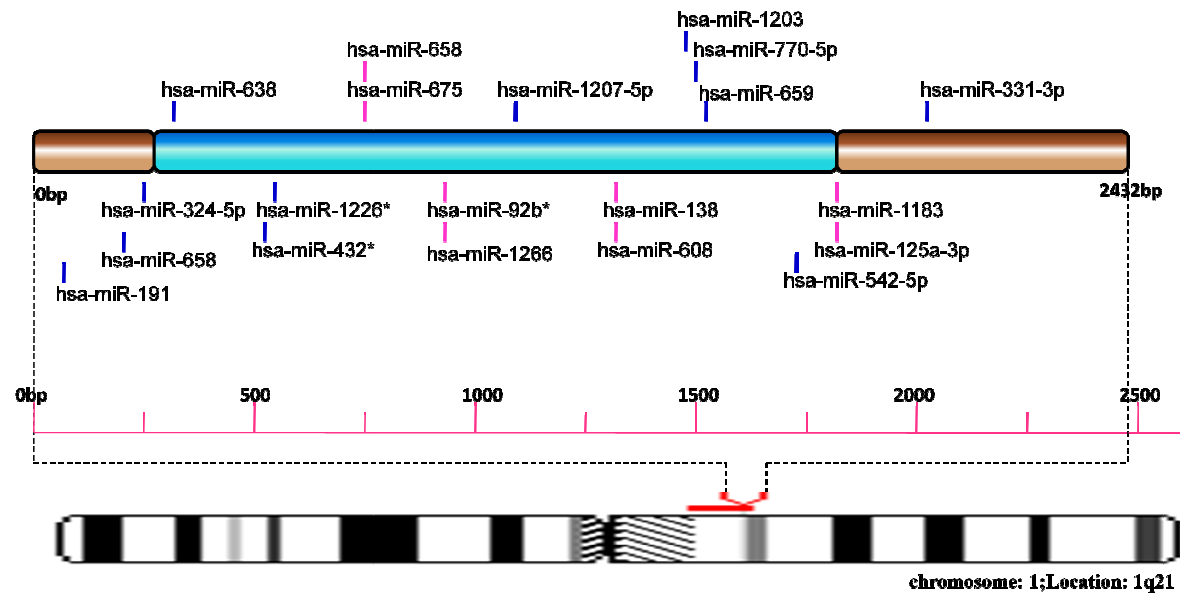 hsa-miR-1203
hsa-miR-658
hsa-miR-770-5p
hsa-miR-638
hsa-miR-675
hsa-miR-1207-5p
hsa-miR-659
hsa-miR-331-3p
0bp
2432bp
hsa-miR-324-5p
hsa-miR-1226*
hsa-miR-92b*
hsa-miR-138
hsa-miR-1183
hsa-miR-658
hsa-miR-432*
hsa-miR-1266
hsa-miR-608
hsa-miR-125a-3p
hsa-miR-191
hsa-miR-542-5p
0bp 500 1000 1500 2000 2500
chromosome: 1;Location: 1q21